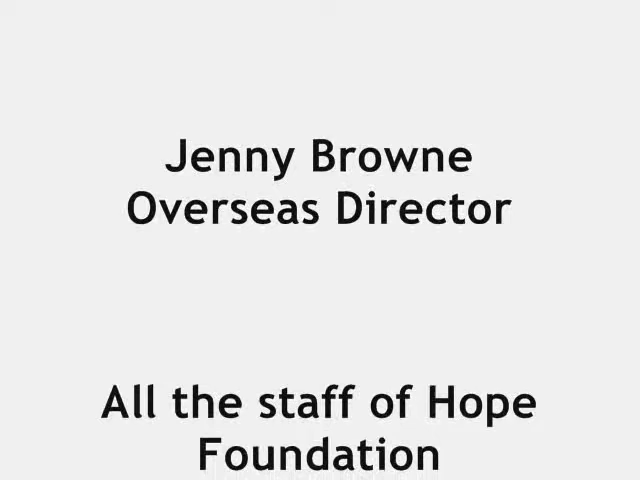 Jenny Browne
Overseas Director
All the staff of Hope
Foundation